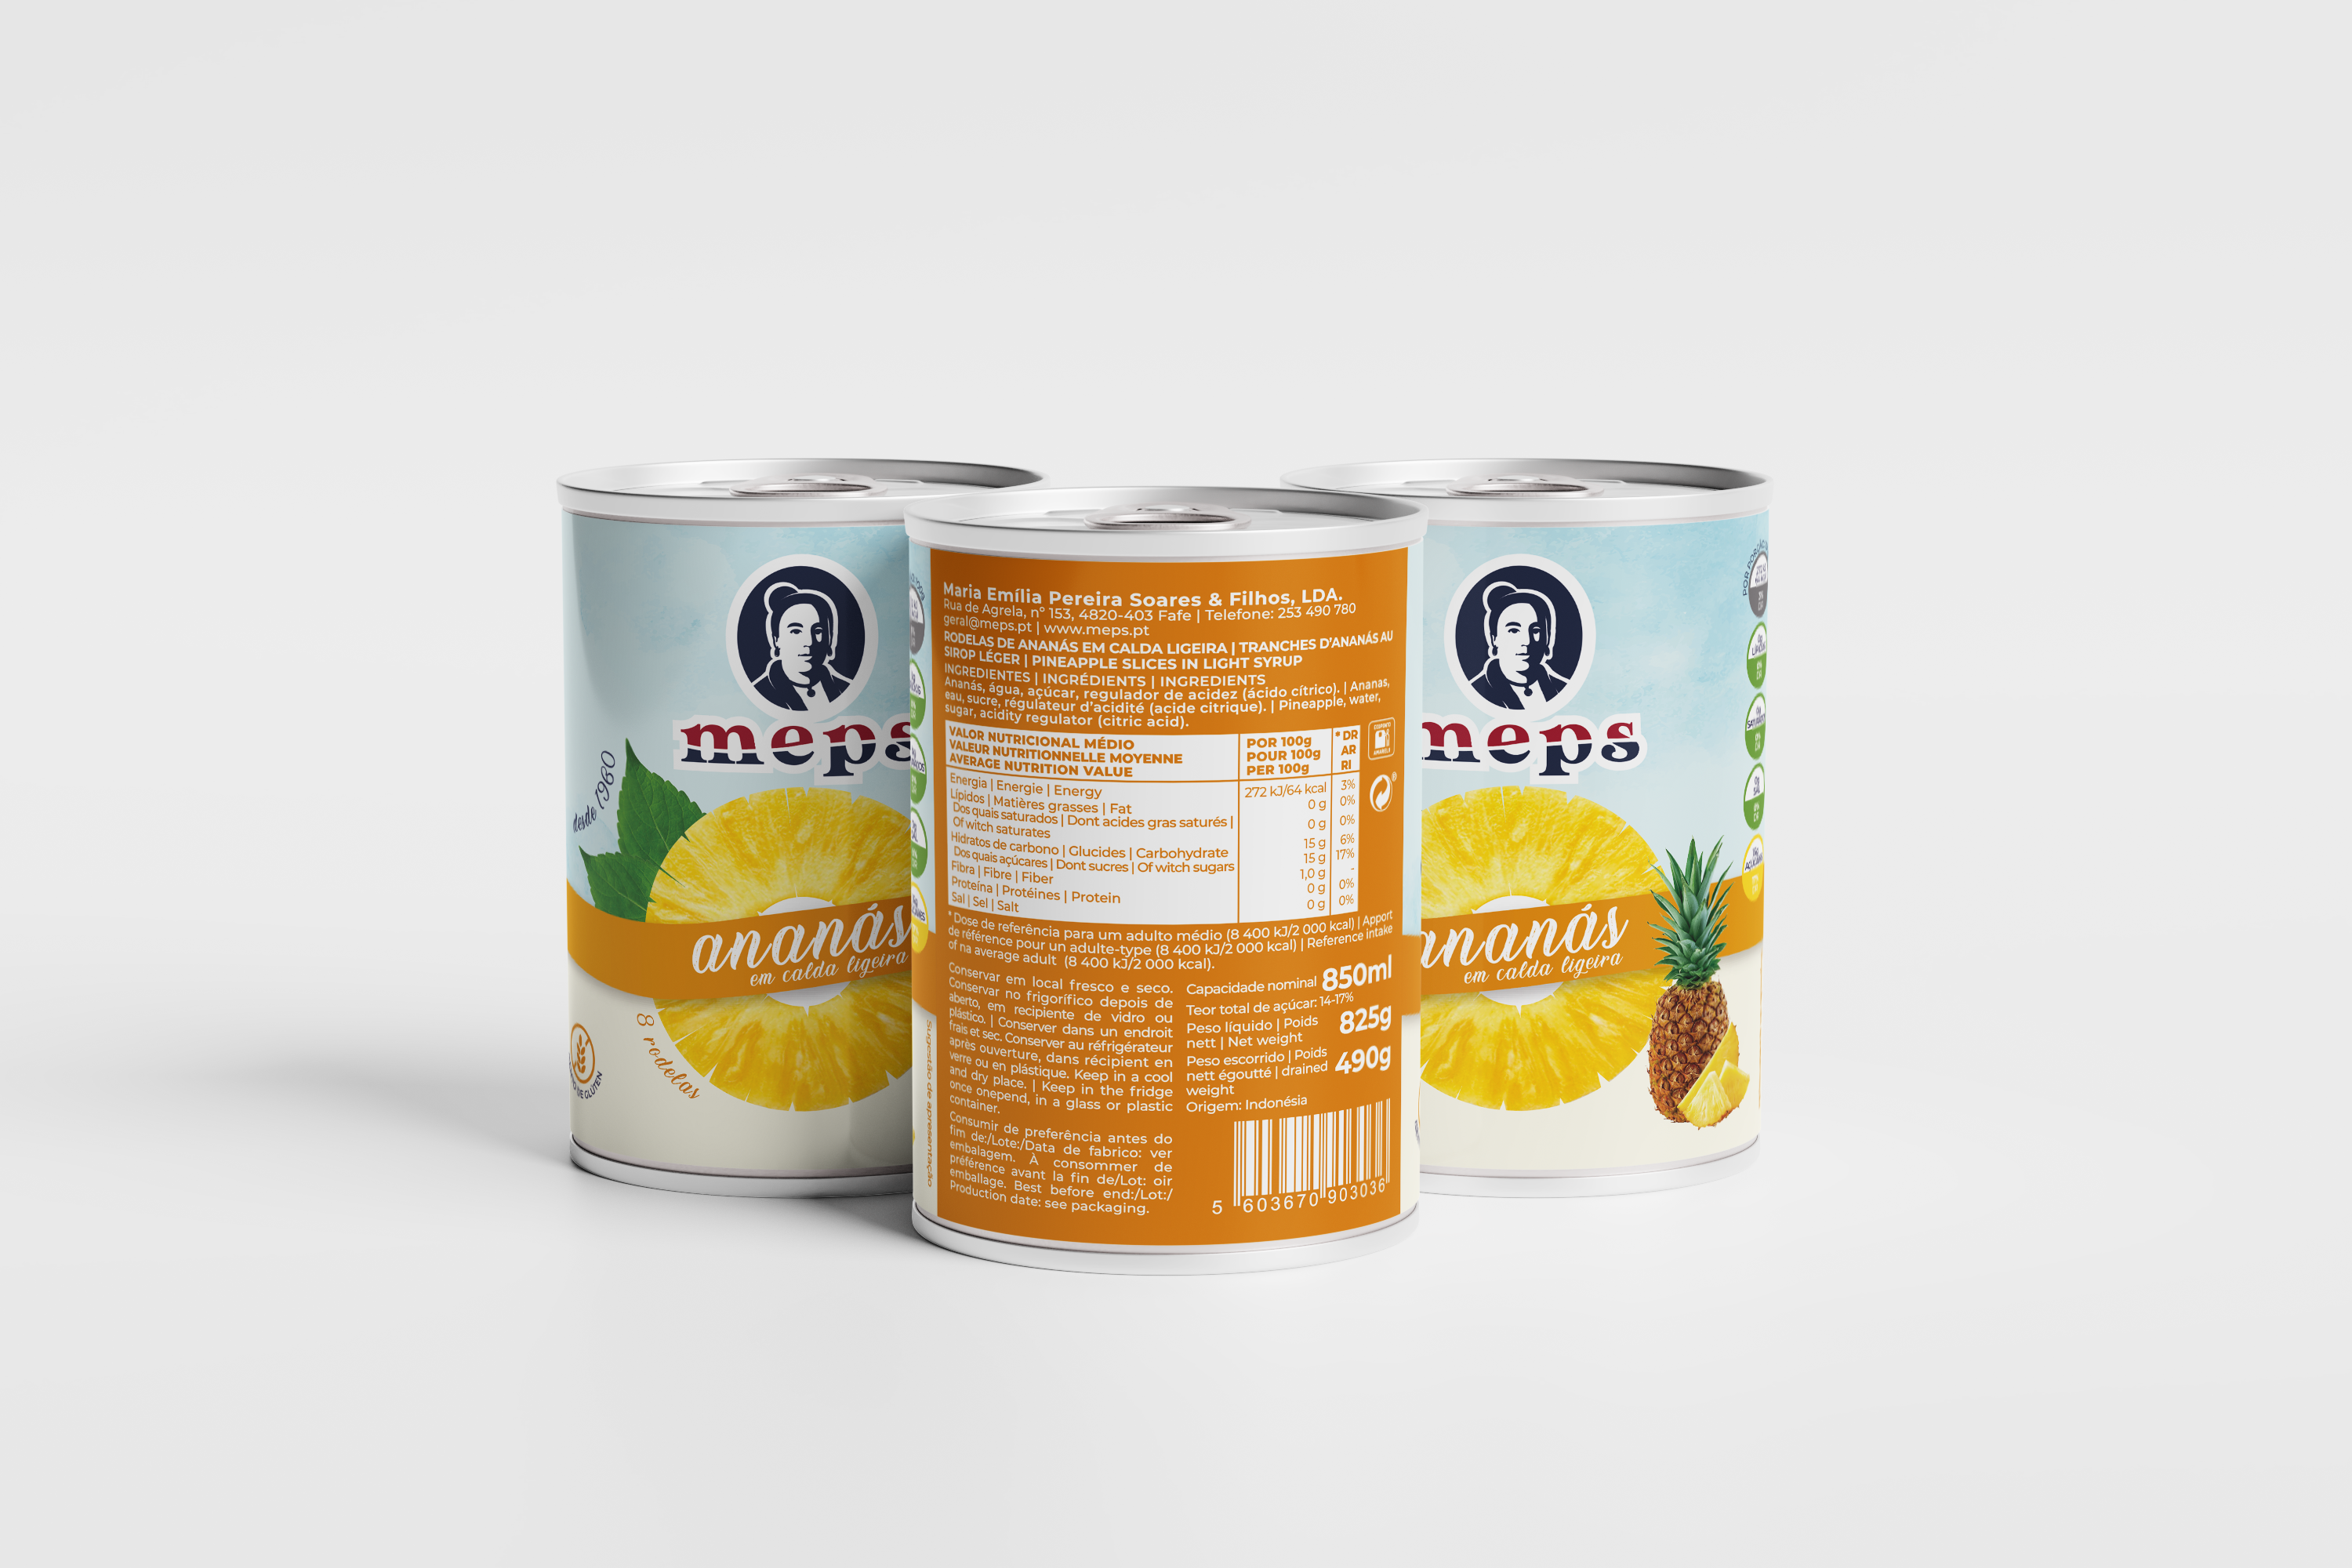 desde 1960
meps
ananás
em calda ligeira
8 rodelas
DE GLÚTEN
Maria Emília Pereira Soares & Filhos, LDA.
Rua de Agrela, nº 153, 4820-403 Fafe | Telefone: 253 490 780
geral@meps.pt | www.meps.pt
RODELAS DE ANANÁS EM CALDA LIGEIRA | TRANCHES D'ANANÁS AU
SIROP LÉGER | PINEAPPLE SLICES IN LIGHT SYRUP
INGREDIENTES | INGRÉDIENTS | INGREDIENTS
Ananás, água, açúcar, regulador de acidez (ácido cítrico). | Ananas,
eau, sucre, régulateur d'acidité (acide citrique). | Pineapple, water,
sugar, acidity regulator (citric acid).
VALOR NUTRICIONAL MÉDIO POR 100g * DR
VALEUR NUTRITIONNELLE MOYENNE POUR 100g AR
AVERAGE NUTRITION VALUE PER 100g RI
Energia | Energie | Energy 272 kJ/64 kcal 3%
Lípidos | Matières grasses | Fat 0 g 0%
Dos quais saturados | Dont acides gras saturés |
Of witch saturates 0 g 0%
Hidratos de carbono | Glucides | Carbohydrate 15 g 6%
Dos quais açúcares | Dont sucres | Of witch sugars 15 g 17%
Fibra | Fibre | Fiber 1,0 g -
Proteína | Protéines | Protein 0 g 0%
Sal | Sel | Salt 0 g 0%
* Dose de referência para um adulto médio (8 400 kJ/2 000 kcal) | Apport
de référence pour un adulte-type (8 400 kJ/2 000 kcal) | Reference intake
of na average adult (8 400 kJ/2 000 kcal).
Conservar em local fresco e seco.
Conservar no frigorífico depois de
aberto, em recipiente de vidro ou
plástico. | Conserver dans un endroit
frais et sec. Conserver au réfrigérateur
après ouverture, dans récipient en
verre ou en plástique. Keep in a cool
and dry place. | Keep in the fridge
once onepend, in a glass or plastic
container.
Consumir de preferência antes do
fim de:/Lote:/Data de fabrico: ver
embalagem. À consommer de
préférence avant la fin de/Lot: oir
emballage. Best before end:/Lot:/
Production date: see packaging.
Capacidade nominal 850ml
Teor total de açúcar: 14-17%
Peso líquido | Poids
nett | Net weight 825g
Peso escorrido | Poids
nett égoutté | drained
weight 490g
Origem: Indonésia
5 603670 903036
Sugestão de apresentação
meps
ananás
em calda ligeira